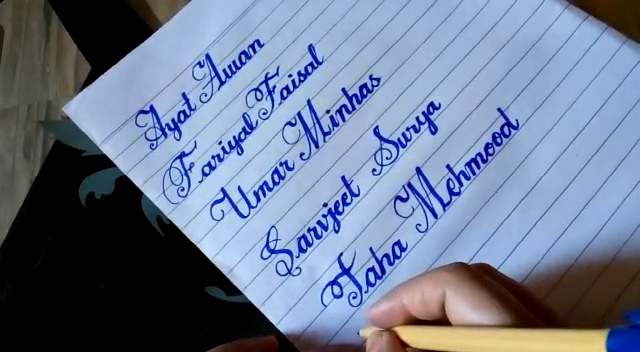 Ayat Awan
Fariyal Faisal
Umar Minhas
Sarvjeet Surya
Taha Mehmood